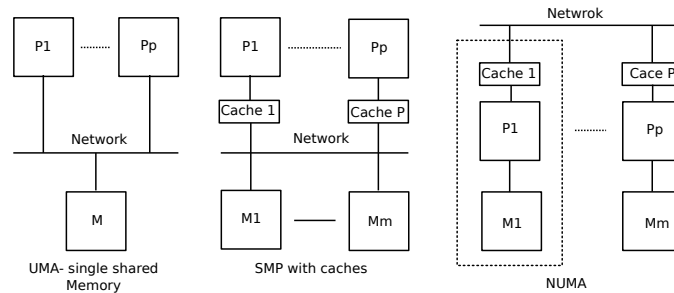 P1
Pp
Network
M
UMA- single shared
Memory
P1
Pp
Cache 1
Cache P
Network
M1
Mm
SMP with caches
Netwrok
Cache 1
Cace P
P1
Pp
M1
Mm
NUMA